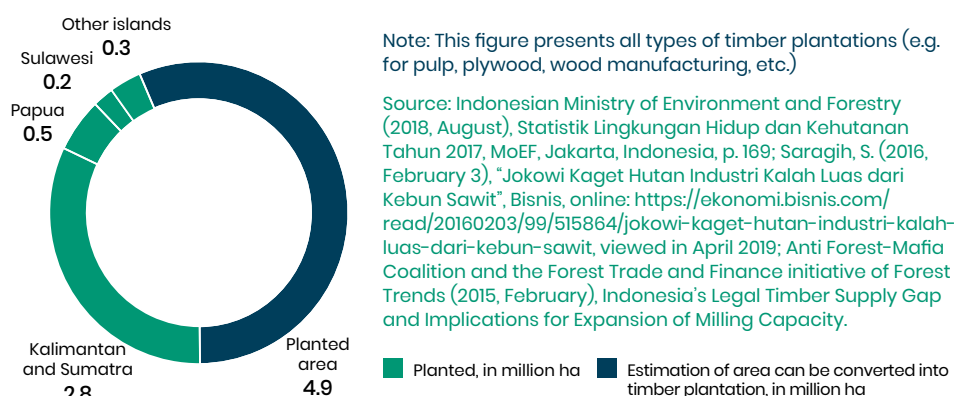 Other islands
0.3
Sulawesi
0.2
Papua
0.5
Kalimantan
and Sumatra
2.8
Planted
area
4.9
Note: This figure presents all types of timber plantations (e.g.
for pulp, plywood, wood manufacturing, etc.)
Source: Indonesian Ministry of Environment and Forestry
(2018, August), Statistik Lingkungan Hidup dan Kehutanan
Tahun 2017, MoEF, Jakarta, Indonesia, p. 169; Saragih, S. (2016,
February 3), “Jokowi Kaget Hutan Industri Kalah Luas dari
Kebun Sawit”, Bisnis, online: https://ekonomi.bisnis.com/
read/20160203/99/515864/jokowi-kaget-hutan-industri-kalah-
luas-dari-kebun-sawit, viewed in April 2019; Anti Forest-Mafia
Coalition and the Forest Trade and Finance initiative of Forest
Trends (2015, February), Indonesia’s Legal Timber Supply Gap
and Implications for Expansion of Milling Capacity.
Planted, in million ha
Estimation of area can be converted into
timber plantation, in million ha